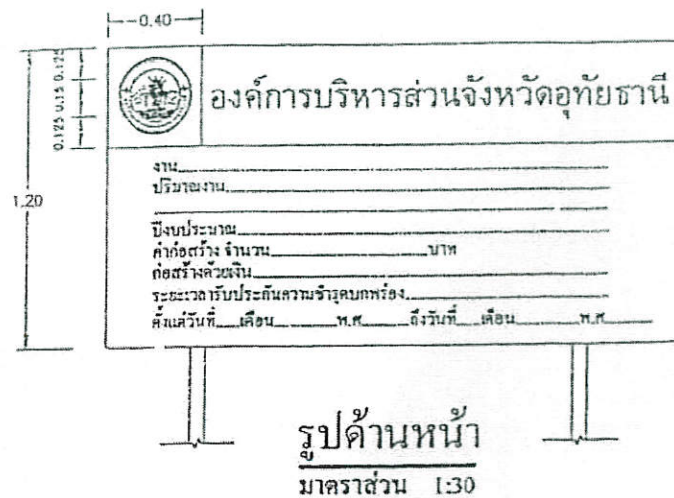 0.40
องค์การบริหารส่วนจังหวัดอุทัยธานี
0.125
0.15
0.125
1.20
งาน
ปริมาณงาน
ปีงบประมาณ
ค่าก่อสร้าง จำนวน บาท
ก่อสร้างด้วยเงิน
ระยะเวลารับประกันความชำรุดบกพร่อง
ตั้งแต่วันที่ เดือน พ.ศ. ถึงวันที่ เดือน พ.ศ.
รูปด้านหน้า
มาตราส่วน 1:30